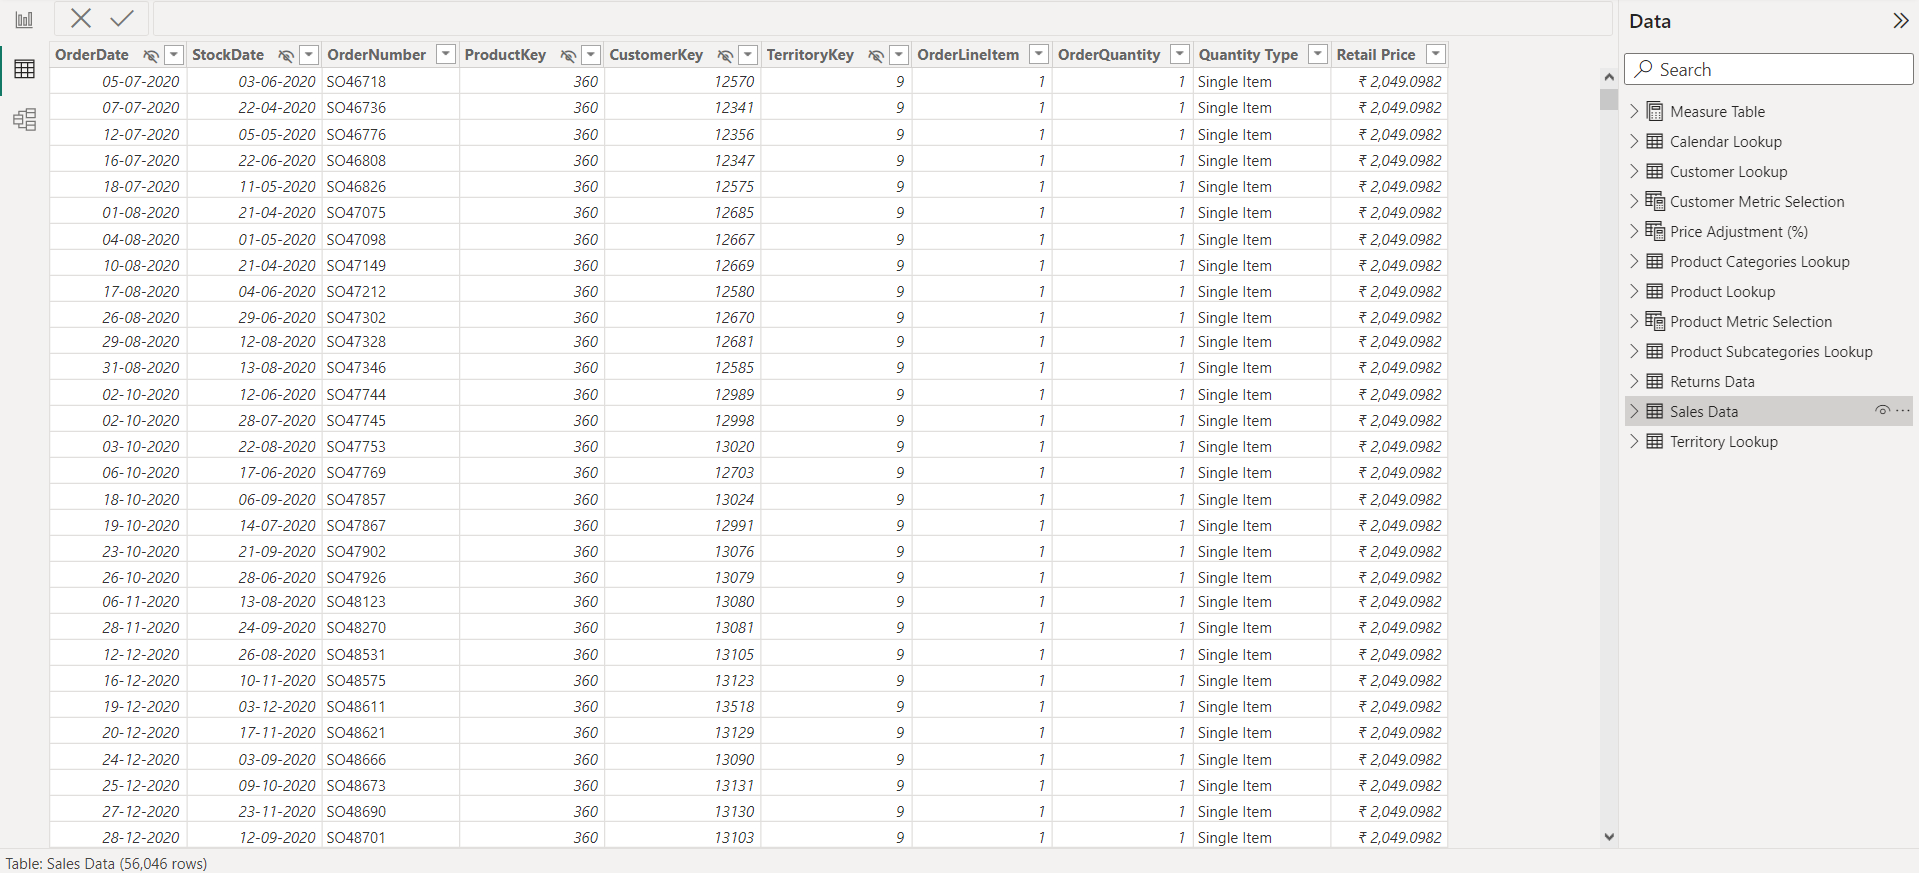 Data
Search
OrderDate StockDate OrderNumber ProductKey CustomerKey TerritoryKey OrderLineItem OrderQuantity Quantity Type Retail Price
05-07-2020 03-06-2020 SO46718 360 12570 9 1 1 Single Item ₹ 2,049.0982
07-07-2020 22-04-2020 SO46736 360 12341 9 1 1 Single Item ₹ 2,049.0982
12-07-2020 05-05-2020 SO46776 360 12356 9 1 1 Single Item ₹ 2,049.0982
16-07-2020 22-06-2020 SO46808 360 12347 9 1 1 Single Item ₹ 2,049.0982
18-07-2020 11-05-2020 SO46826 360 12575 9 1 1 Single Item ₹ 2,049.0982
01-08-2020 21-04-2020 SO47075 360 12685 9 1 1 Single Item ₹ 2,049.0982
04-08-2020 01-05-2020 SO47098 360 12667 9 1 1 Single Item ₹ 2,049.0982
10-08-2020 21-04-2020 SO47149 360 12669 9 1 1 Single Item ₹ 2,049.0982
17-08-2020 04-06-2020 SO47212 360 12580 9 1 1 Single Item ₹ 2,049.0982
26-08-2020 29-06-2020 SO47302 360 12670 9 1 1 Single Item ₹ 2,049.0982
29-08-2020 12-08-2020 SO47328 360 12681 9 1 1 Single Item ₹ 2,049.0982
31-08-2020 13-08-2020 SO47346 360 12585 9 1 1 Single Item ₹ 2,049.0982
02-10-2020 12-06-2020 SO47744 360 12989 9 1 1 Single Item ₹ 2,049.0982
02-10-2020 28-07-2020 SO47745 360 12998 9 1 1 Single Item ₹ 2,049.0982
03-10-2020 22-08-2020 SO47753 360 13020 9 1 1 Single Item ₹ 2,049.0982
06-10-2020 17-06-2020 SO47769 360 12703 9 1 1 Single Item ₹ 2,049.0982
18-10-2020 06-09-2020 SO47857 360 13024 9 1 1 Single Item ₹ 2,049.0982
19-10-2020 14-07-2020 SO47867 360 12991 9 1 1 Single Item ₹ 2,049.0982
23-10-2020 21-09-2020 SO47902 360 13076 9 1 1 Single Item ₹ 2,049.0982
26-10-2020 28-06-2020 SO47926 360 13079 9 1 1 Single Item ₹ 2,049.0982
06-11-2020 13-08-2020 SO48123 360 13080 9 1 1 Single Item ₹ 2,049.0982
28-11-2020 24-09-2020 SO48270 360 13081 9 1 1 Single Item ₹ 2,049.0982
12-12-2020 26-08-2020 SO48531 360 13105 9 1 1 Single Item ₹ 2,049.0982
16-12-2020 10-11-2020 SO48575 360 13123 9 1 1 Single Item ₹ 2,049.0982
19-12-2020 03-12-2020 SO48611 360 13518 9 1 1 Single Item ₹ 2,049.0982
20-12-2020 17-11-2020 SO48621 360 13129 9 1 1 Single Item ₹ 2,049.0982
24-12-2020 03-09-2020 SO48666 360 13090 9 1 1 Single Item ₹ 2,049.0982
25-12-2020 09-10-2020 SO48673 360 13131 9 1 1 Single Item ₹ 2,049.0982
27-12-2020 23-11-2020 SO48690 360 13130 9 1 1 Single Item ₹ 2,049.0982
28-12-2020 12-09-2020 SO48701 360 13103 9 1 1 Single Item ₹ 2,049.0982
Measure Table
Calendar Lookup
Customer Lookup
Customer Metric Selection
Price Adjustment (%)
Product Categories Lookup
Product Lookup
Product Metric Selection
Product Subcategories Lookup
Returns Data
Sales Data
Territory Lookup
Table: Sales Data (56,046 rows)